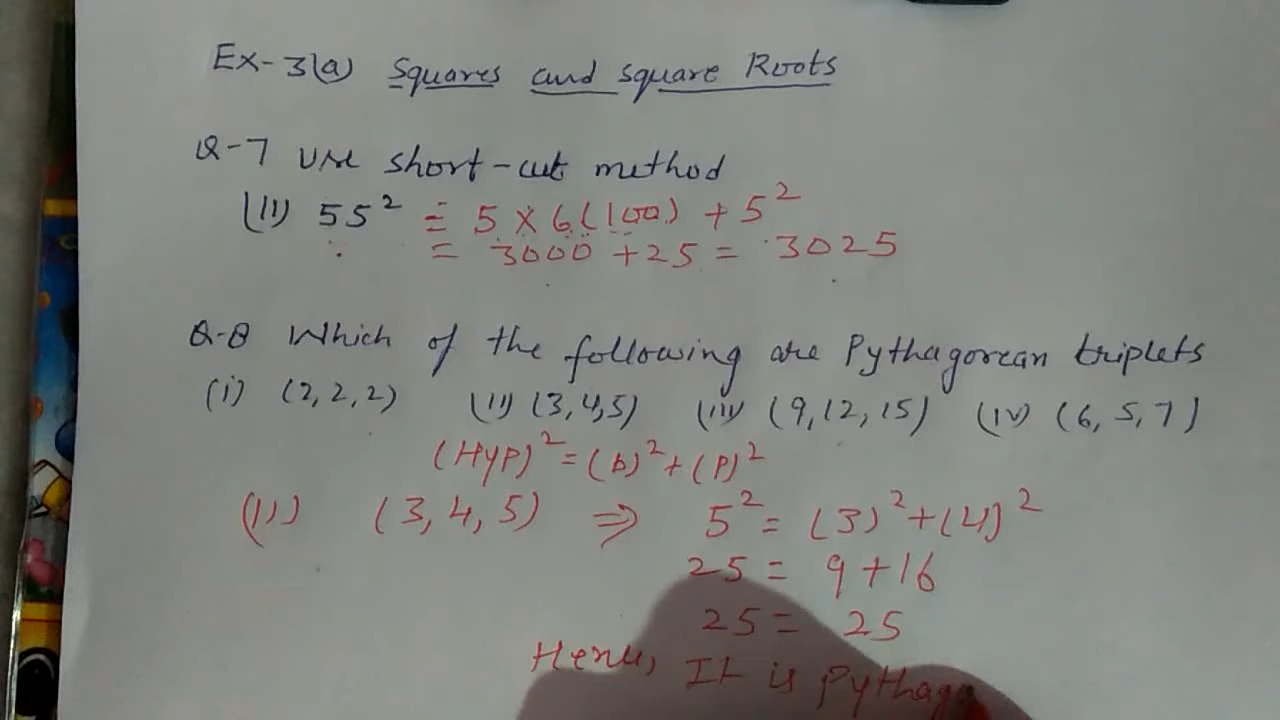 Ex-3(a) Squares and square Roots
Q-7 Use short-cut method
(ii) 55² = 5 × 6(100) + 5²
= 3000 + 25 = 3025
Q-8 Which of the following are Pythagorean triplets
(i) (2,2,2) (ii) (3,4,5) (iii) (9,12,15) (iv) (6,5,7)
(Hyp)² = (b)² + (p)²
(ii) (3,4,5) ⇒ 5² = (3)² + (4)²
25 = 9 + 16
25 = 25
Hence, It is Pythag